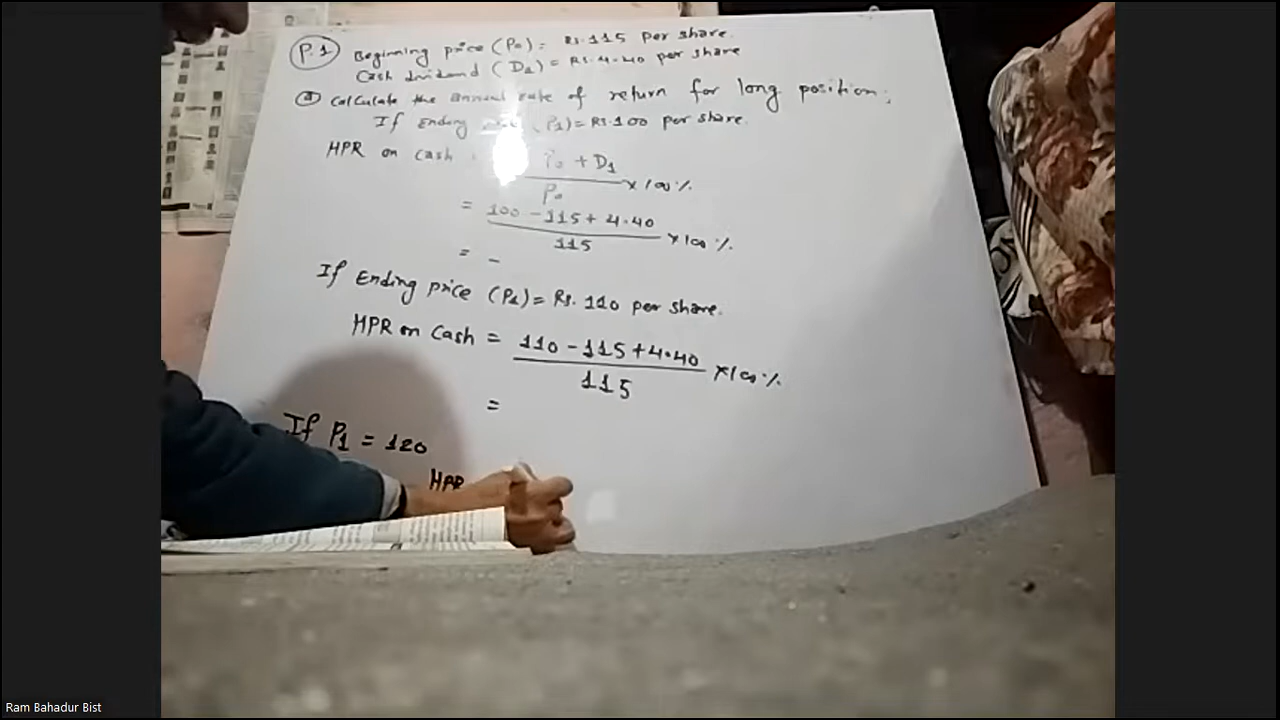 P.1 Beginning price (P₀) = Rs.115 per share.
Cash dividend (D₁) = Rs.4.40 per share
a Calculate the annual rate of return for long position;
If Ending (P₁) = Rs.100 per share.
HPR on cash P₀ + D₁
P₀ × 100%
= 100 - 115 + 4.40
115 × 100%
= -
If Ending price (P₁) = Rs. 110 per share.
HPR on Cash = 110 - 115 + 4.40
115 × 100%
=
If P₁ = 120
HPR
Ram Bahadur Bist